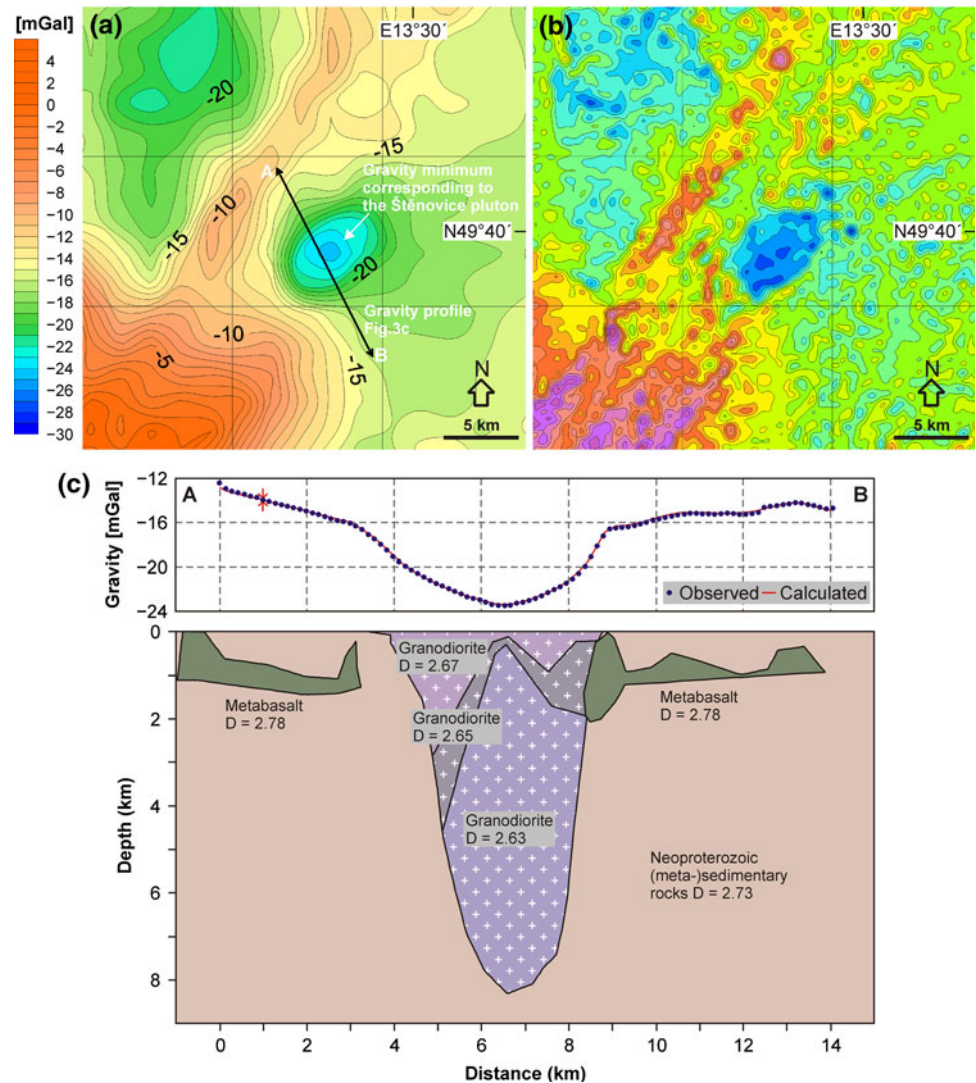 [mGal]
4
2
0
−2
−4
−6
−8
−10
−12
−14
−16
−17
−18
−19
−20
−21
−22
−23
−24
−26
−28
−30
(a)
E13°30´
-20
-15
A
Gravity minimum
corresponding to
the Štěnovice pluton
-10
N49°40´
-15
-20
Gravity profile
Fig.3c
-10
B
-5
-15
N
5 km
(b)
E13°30´
N49°40´
N
5 km
(c)
Gravity [mGal]
−12
−16
−20
−24
A
B
Observed
Calculated
Depth (km)
0
2
4
6
8
Granodiorite
D = 2.67
Metabasalt
D = 2.78
Granodiorite
D = 2.65
Metabasalt
D = 2.78
Granodiorite
D = 2.63
Neoproterozoic
(meta-)sedimentary
rocks D = 2.73
0
2
4
6
8
10
12
14
Distance (km)